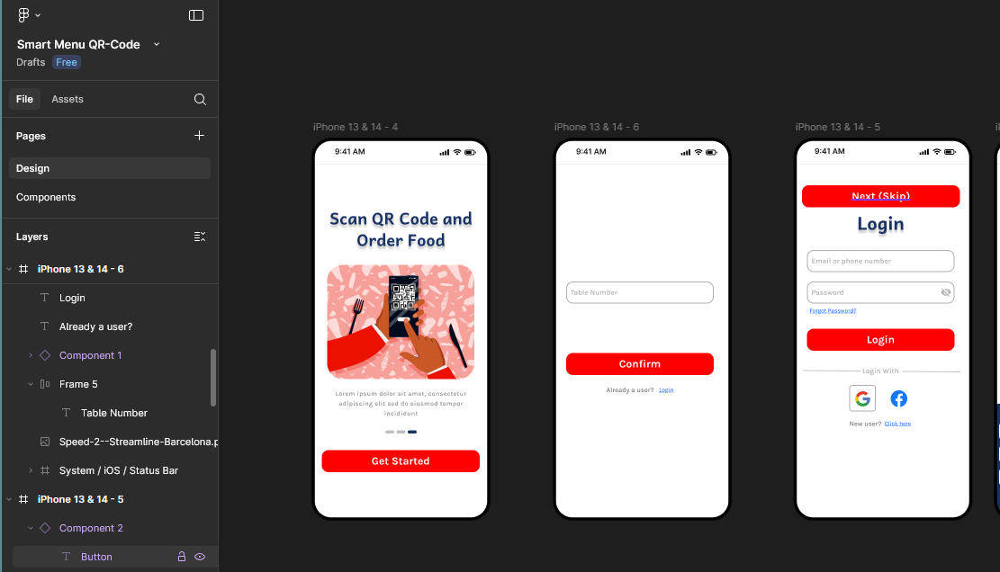 Smart Menu QR-Code
Drafts Free
File Assets
Pages
Design
Components
Layers
iPhone 13 & 14 - 6
Login
Already a user?
Component 1
Frame 5
Table Number
Speed-2--Streamline-Barcelona.p
System / iOS / Status Bar
iPhone 13 & 14 - 5
Component 2
Button
iPhone 13 & 14 - 4
9:41 AM
Scan QR Code and
Order Food
Lorem ipsum dolor sit amet, consectetur
adipiscing elit sed do eiusmod tempor
incididunt
Get Started
iPhone 13 & 14 - 6
9:41 AM
Table Number
Confirm
Already a user? Login
iPhone 13 & 14 - 5
9:41 AM
Next (Skip)
Login
Email or phone number
Password
Forgot Password?
Login
Login With
New user? Click here